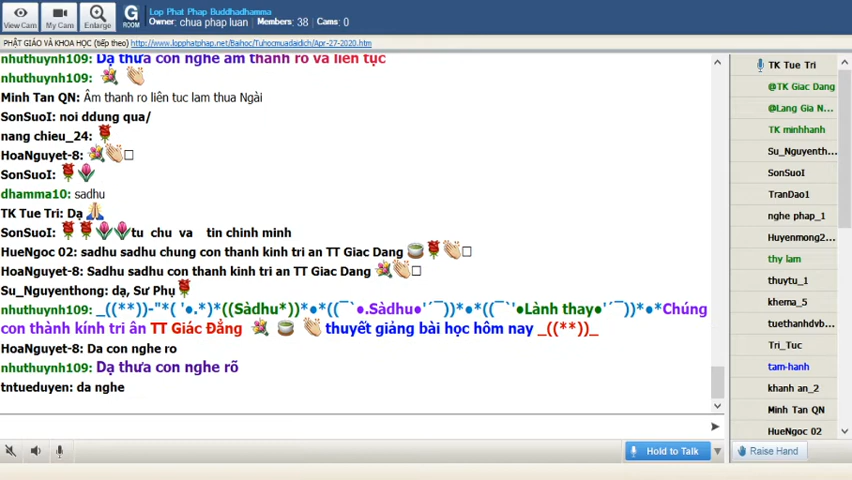 Lop Phat Phap Buddhadhamma
Owner: chua phap luan Members: 38 Cams: 0
View Cam
My Cam
Enlarge
G
ROOM
PHẬT GIÁO VÀ KHOA HỌC (tiếp theo) http://www.lopphatphap.net/Baihoc/Tuhocmuadaidich/Apr-27-2020.htm
nhuthuynh109: Dạ thưa con nghe âm thanh rõ và liên tục
nhuthuynh109:
Minh Tan QN: Âm thanh ro liên tuc lam thua Ngài
SonSuoI: noi ddung qua/
nang chieu_24:
HoaNguyet-8:
SonSuoI:
dhamma10: sadhu
TK Tue Tri: Dạ
SonSuoI: tu chu va tin chinh minh
HueNgoc 02: sadhu sadhu chung con thanh kinh tri an TT Giac Dang
HoaNguyet-8: Sadhu sadhu con thanh kinh tri an TT Giac Dang
Su_Nguyenthong: dạ, Sư Phụ
nhuthuynh109: _((**))-"*( '●.*)*((Sàdhu*))*●*((¯`●.Sàdhu●'´¯))*●*((¯`'●Lành thay●'´¯))*●*Chúng
con thành kính tri ân TT Giác Đẳng thuyết giảng bài học hôm nay _((**))_
HoaNguyet-8: Da con nghe ro
nhuthuynh109: Dạ thưa con nghe rõ
tntueduyen: da nghe
Hold to Talk
TK Tue Tri
@TK Giac Dang
@Lang Gia N...
TK minhhanh
Su_Nguyenth...
SonSuoI
TranDao1
nghe phap_1
Huyenmong2...
thy lam
thuytu_1
khema_5
tuethanhdvb...
Tri_Tuc
tam-hanh
khanh an_2
Minh Tan QN
HueNgoc 02
Raise Hand